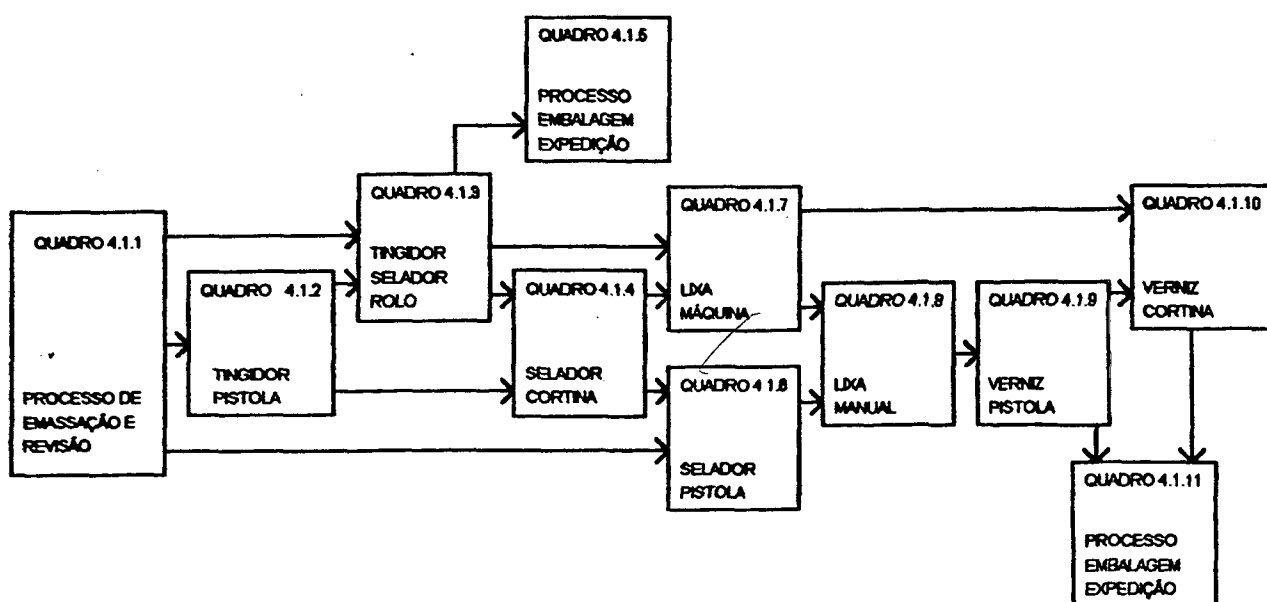 QUADRO 4.1.5
PROCESSO
EMBALAGEM
EXPEDIÇÃO
QUADRO 4.1.1
PROCESSO DE
EMASSAÇÃO E
REVISÃO
QUADRO 4.1.2
TINGIDOR
PISTOLA
QUADRO 4.1.3
TINGIDOR
SELADOR
ROLO
QUADRO 4.1.4
SELADOR
CORTINA
QUADRO 4.1.7
LIXA
MÁQUINA
QUADRO 4.1.6
SELADOR
PISTOLA
QUADRO 4.1.8
LIXA
MANUAL
QUADRO 4.1.9
VERNIZ
PISTOLA
QUADRO 4.1.10
VERNIZ
CORTINA
QUADRO 4.1.11
PROCESSO
EMBALAGEM
EXPEDIÇÃO